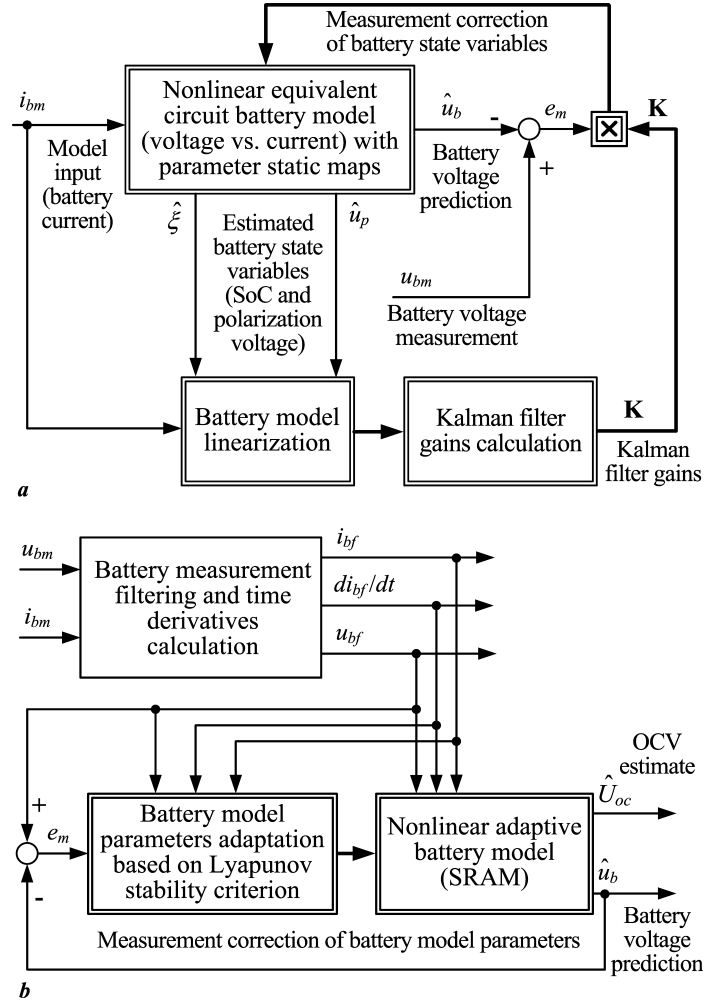 Measurement correction
of battery state variables
i_bm
Nonlinear equivalent
circuit battery model
(voltage vs. current) with
parameter static maps
û_b
-
e_m
K
Model
input
(battery
current)
Battery
voltage
prediction
+
ξ̂
Estimated
battery state
variables
(SoC and
polarization
voltage)
û_p
u_bm
Battery voltage
measurement
Battery model
linearization
Kalman filter
gains calculation
K
Kalman
filter gains
a
u_bm
i_bm
Battery measurement
filtering and time
derivatives
calculation
i_bf
di_bf/dt
u_bf
OCV
estimate
Û_oc
+
e_m
-
Battery model
parameters adaptation
based on Lyapunov
stability criterion
Nonlinear adaptive
battery model
(SRAM)
û_b
Battery
voltage
prediction
Measurement correction of battery model parameters
b